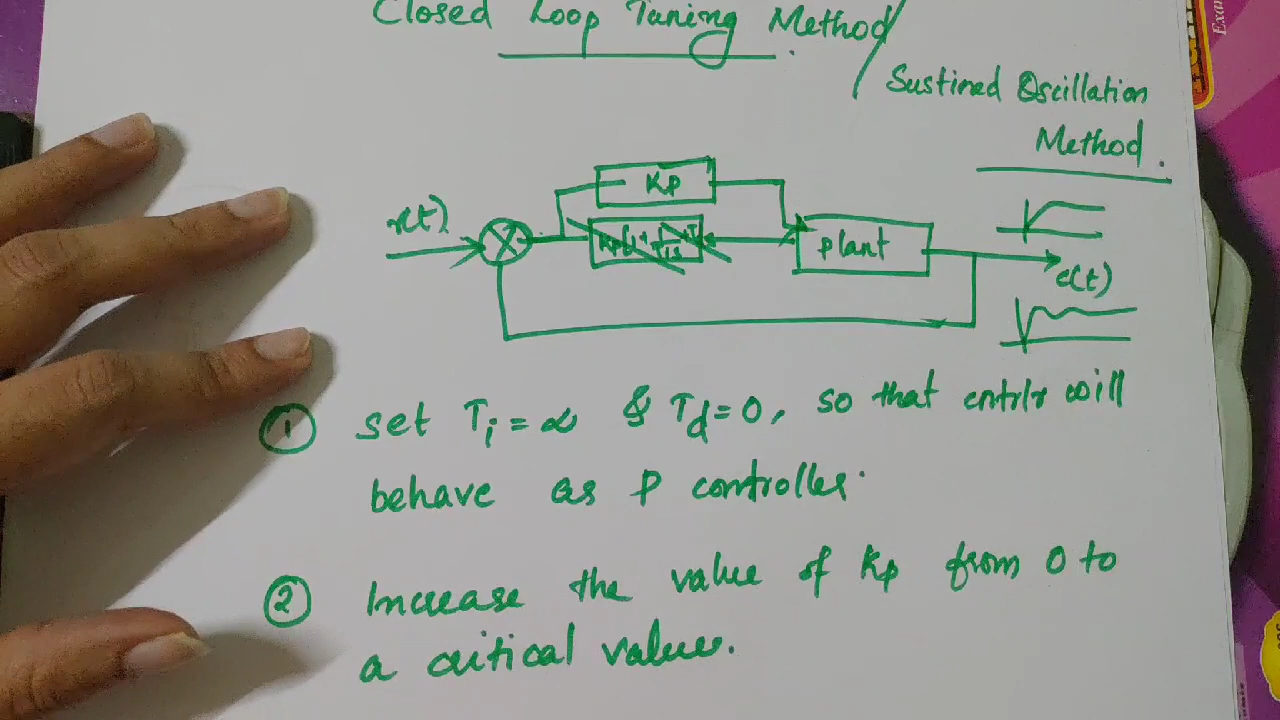 Closed Loop Tuning Method/
Sustined Oscillation
Method.
r(t)
Kp
plant
c(t)
① set Ti = ∞ & Td = 0, so that cntrlr will
behave as P controller.
② Increase the value of Kp from 0 to
a critical value.